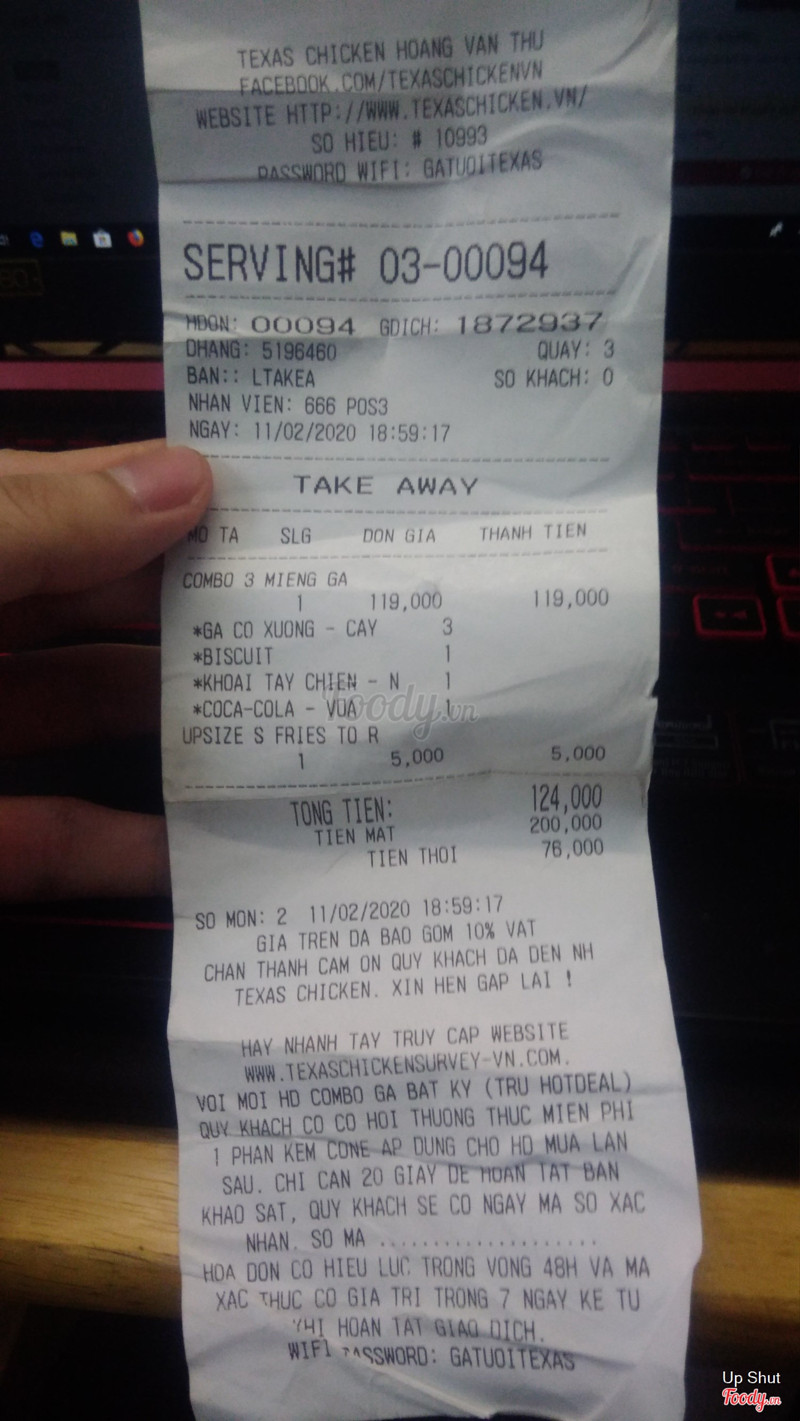 TEXAS CHICKEN HOANG VAN THU
FACEBOOK.COM/TEXASCHICKENVN
WEBSITE HTTP://WWW.TEXASCHICKEN.VN/
SO HIEU: # 10993
PASSWORD WIFI: GATUOITEXAS
SERVING# 03-00094
HDON: 00094 GDICH: 1872937
DHANG: 5196460 QUAY: 3
BAN:: LTAKEA SO KHACH: 0
NHAN VIEN: 666 POS3
NGAY: 11/02/2020 18:59:17
TAKE AWAY
MO TA SLG DON GIA THANH TIEN
COMBO 3 MIENG GA
1 119,000 119,000
*GA CO XUONG - CAY 3
*BISCUIT 1
*KHOAI TAY CHIEN - N 1
*COCA-COLA - VUA 1
Foody.vn
UPSIZE S FRIES TO R
1 5,000 5,000
TONG TIEN: 124,000
TIEN MAT 200,000
TIEN THOI 76,000
SO MON: 2 11/02/2020 18:59:17
GIA TREN DA BAO GOM 10% VAT
CHAN THANH CAM ON QUY KHACH DA DEN NH
TEXAS CHICKEN. XIN HEN GAP LAI !
HAY NHANH TAY TRUY CAP WEBSITE
WWW.TEXASCHICKENSURVEY-VN.COM.
VOI MOI HD COMBO GA BAT KY (TRU HOTDEAL)
QUY KHACH CO CO HOI THUONG THUC MIEN PHI
1 PHAN KEM CONE AP DUNG CHO HD MUA LAN
SAU. CHI CAN 20 GIAY DE HOAN TAT BAN
KHAO SAT, QUY KHACH SE CO NGAY MA SO XAC
NHAN. SO MA ....................
HOA DON CO HIEU LUC TRONG VONG 48H VA MA
XAC THUC CO GIA TRI TRONG 7 NGAY KE TU
KHI HOAN TAT GIAO DICH.
WIFI PASSWORD: GATUOITEXAS
Up Shut
Foody.vn